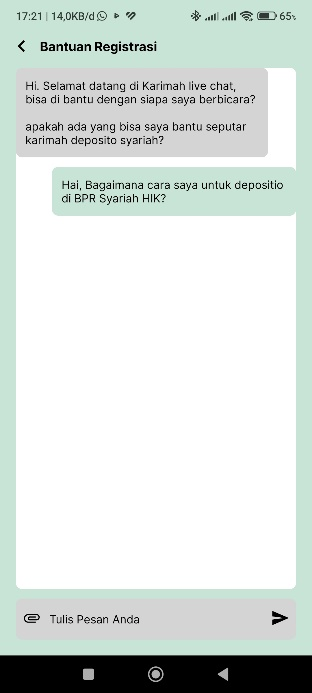 17:21 | 14,0KB/d
65%
Bantuan Registrasi
Hi. Selamat datang di Karimah live chat,
bisa di bantu dengan siapa saya berbicara?
apakah ada yang bisa saya bantu seputar
karimah deposito syariah?
Hai, Bagaimana cara saya untuk depositio
di BPR Syariah HIK?
Tulis Pesan Anda